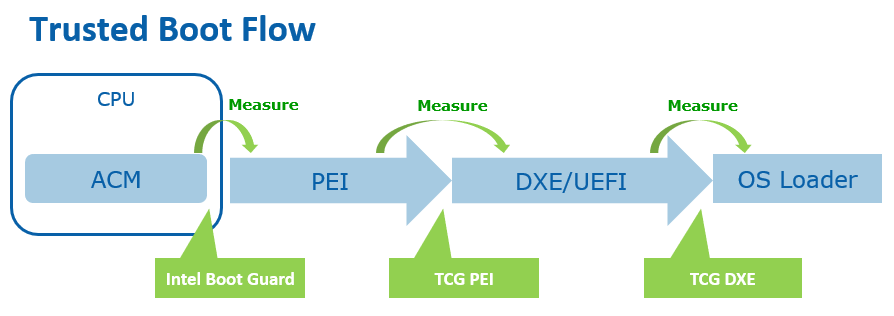 Trusted Boot Flow
CPU
Measure
Measure
Measure
ACM
PEI
DXE/UEFI
OS Loader
Intel Boot Guard
TCG PEI
TCG DXE